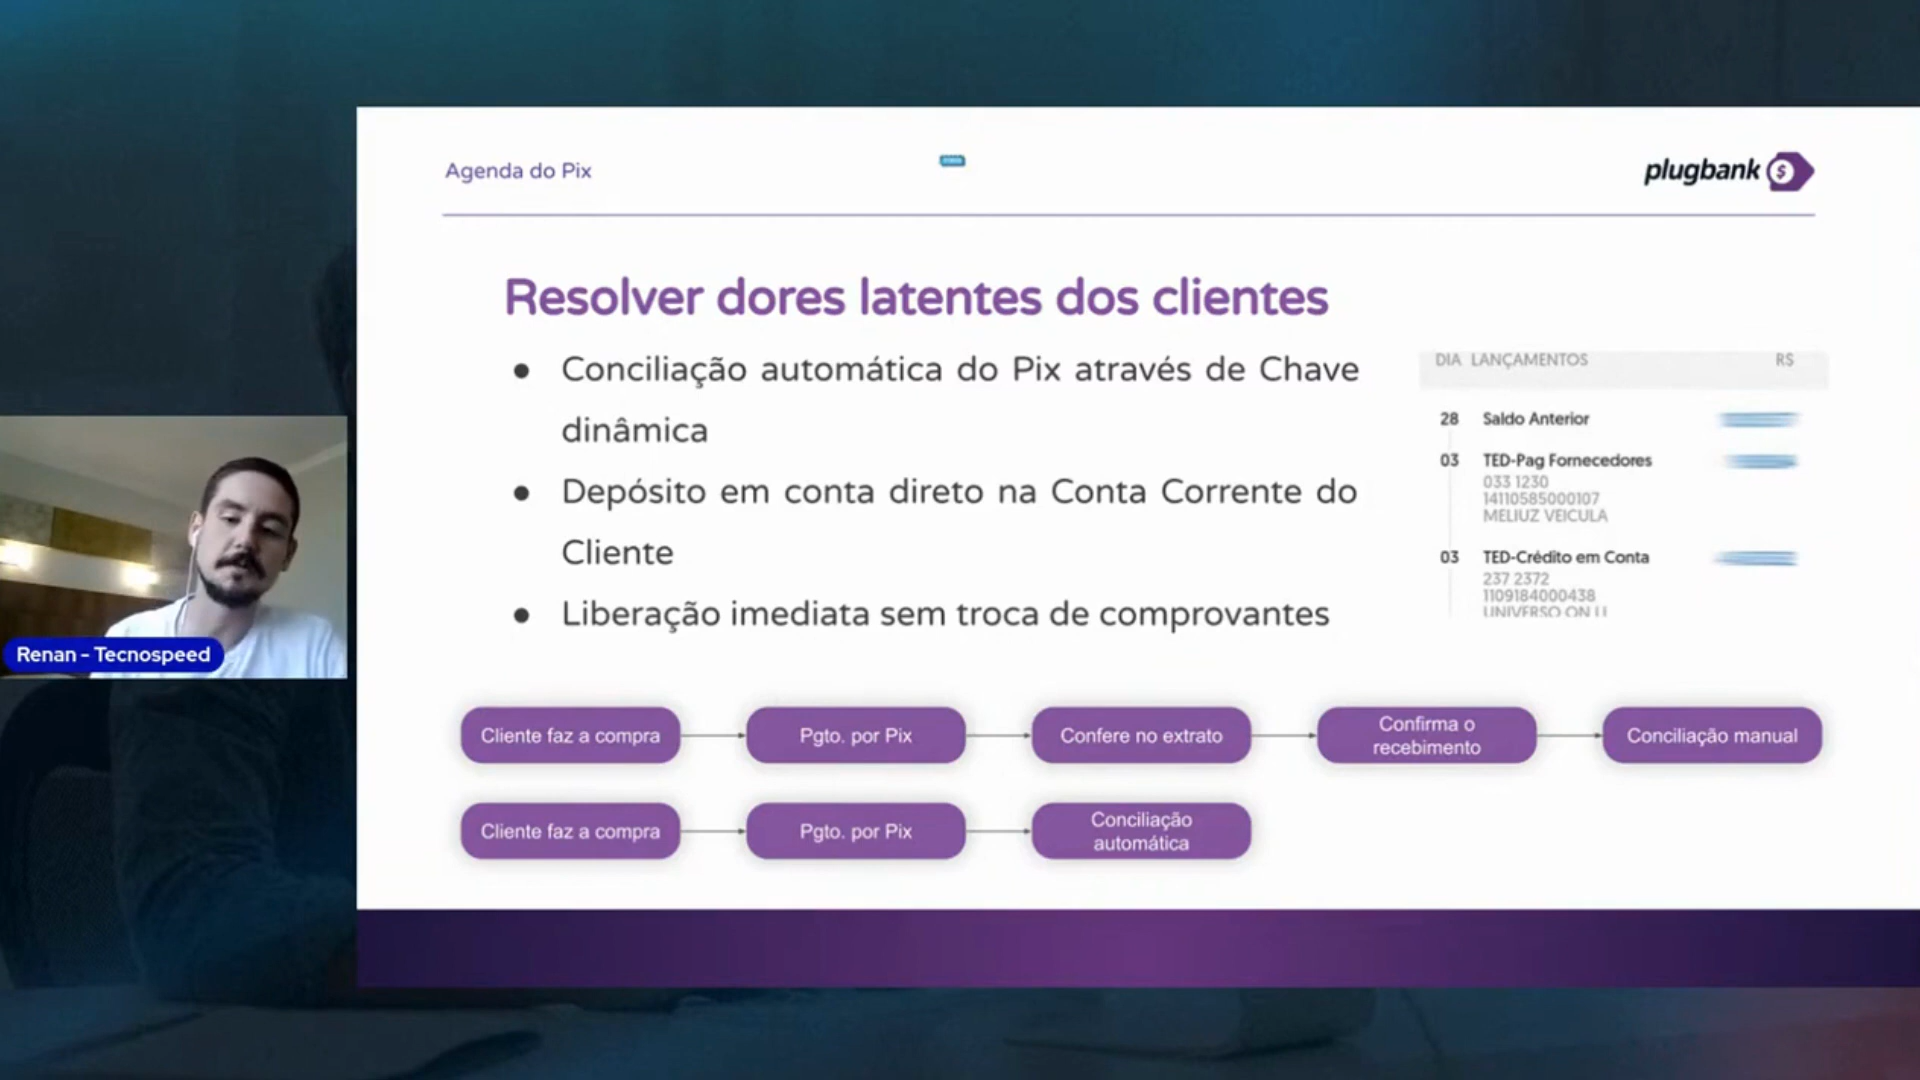 Agenda do Pix
plugbank
Resolver dores latentes dos clientes
● Conciliação automática do Pix através de Chave
dinâmica
● Depósito em conta direto na Conta Corrente do
Cliente
● Liberação imediata sem troca de comprovantes
DIA LANÇAMENTOS R$
28 Saldo Anterior
03 TED-Pag Fornecedores
033 1230
14110585000107
MELIUZ VEICULA
03 TED-Crédito em Conta
237 2372
1109184000438
UNIVERSO ON LI
Renan - Tecnospeed
Cliente faz a compra
Pgto. por Pix
Confere no extrato
Confirma o
recebimento
Conciliação manual
Cliente faz a compra
Pgto. por Pix
Conciliação
automática